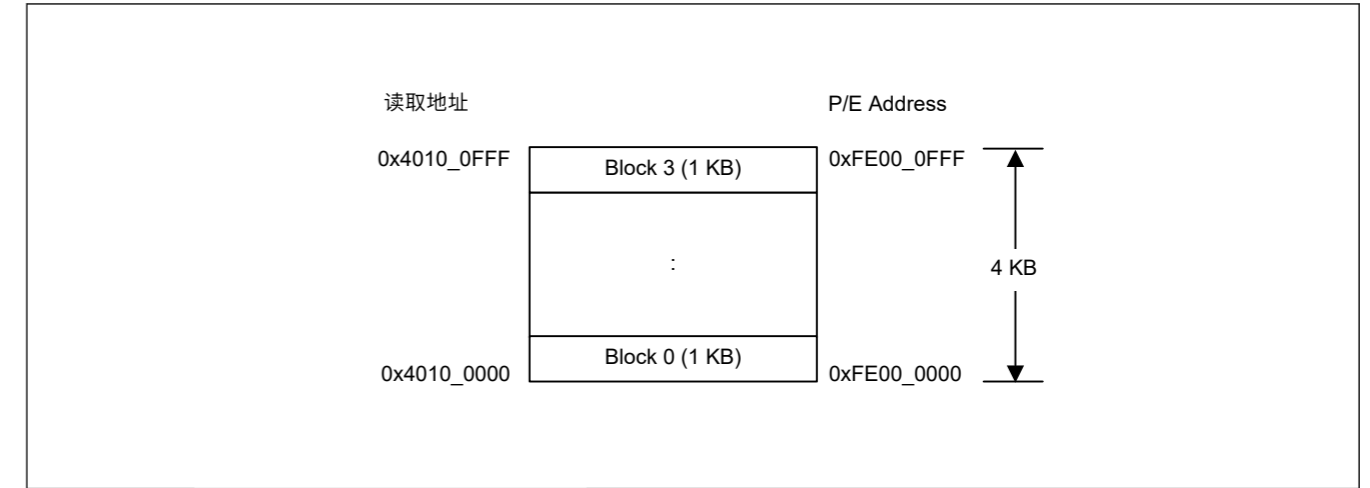 读取地址 P/E Address
0x4010_0FFF Block 3 (1 KB) 0xFE00_0FFF
:
4 KB
Block 0 (1 KB)
0x4010_0000 0xFE00_0000